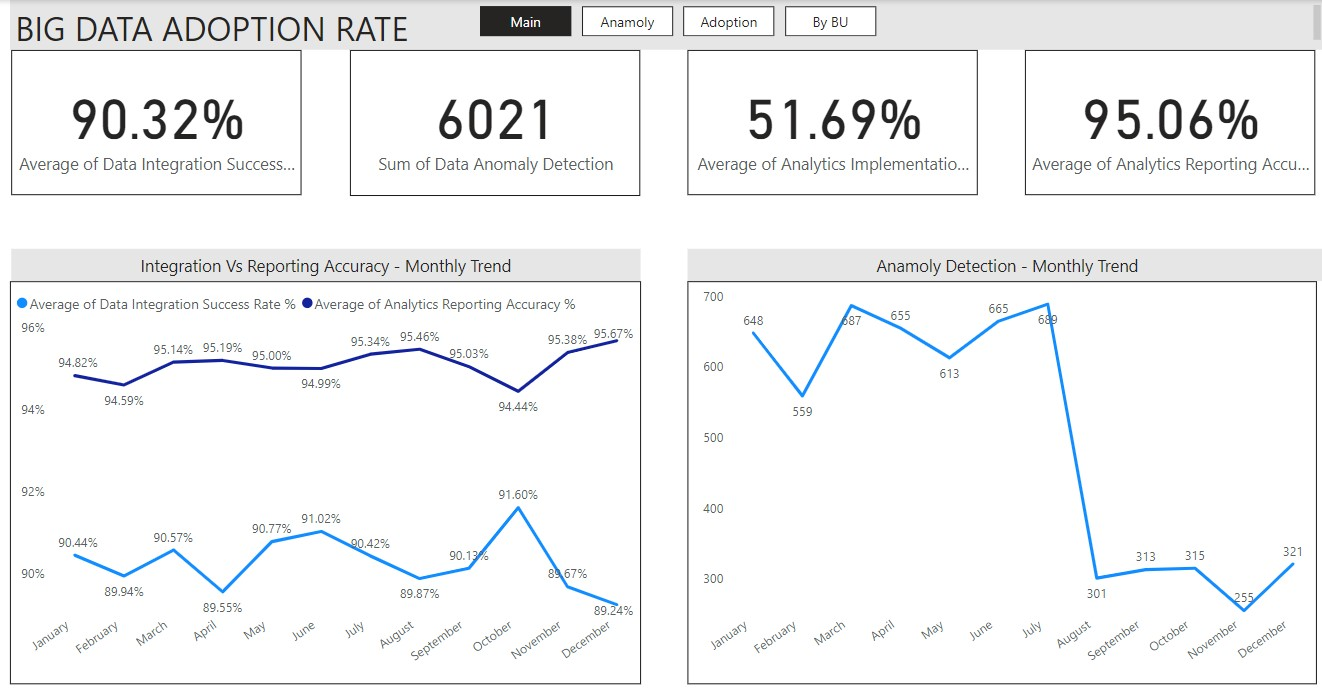 BIG DATA ADOPTION RATE
Main
Anamoly
Adoption
By BU
90.32%
Average of Data Integration Success...
6021
Sum of Data Anomaly Detection
51.69%
Average of Analytics Implementatio...
95.06%
Average of Analytics Reporting Accu...
Integration Vs Reporting Accuracy - Monthly Trend
Average of Data Integration Success Rate % Average of Analytics Reporting Accuracy %
96%
94%
92%
90%
94.82%
94.59%
95.14%
95.19%
95.00%
94.99%
95.34%
95.46%
95.03%
94.44%
95.38%
95.67%
90.44%
89.94%
90.57%
89.55%
90.77%
91.02%
90.42%
89.87%
90.13%
91.60%
89.67%
89.24%
January
February
March
April
May
June
July
August
September
October
November
December
Anamoly Detection - Monthly Trend
700
600
500
400
300
648
559
687
655
613
665
689
301
313
315
255
321
January
February
March
April
May
June
July
August
September
October
November
December